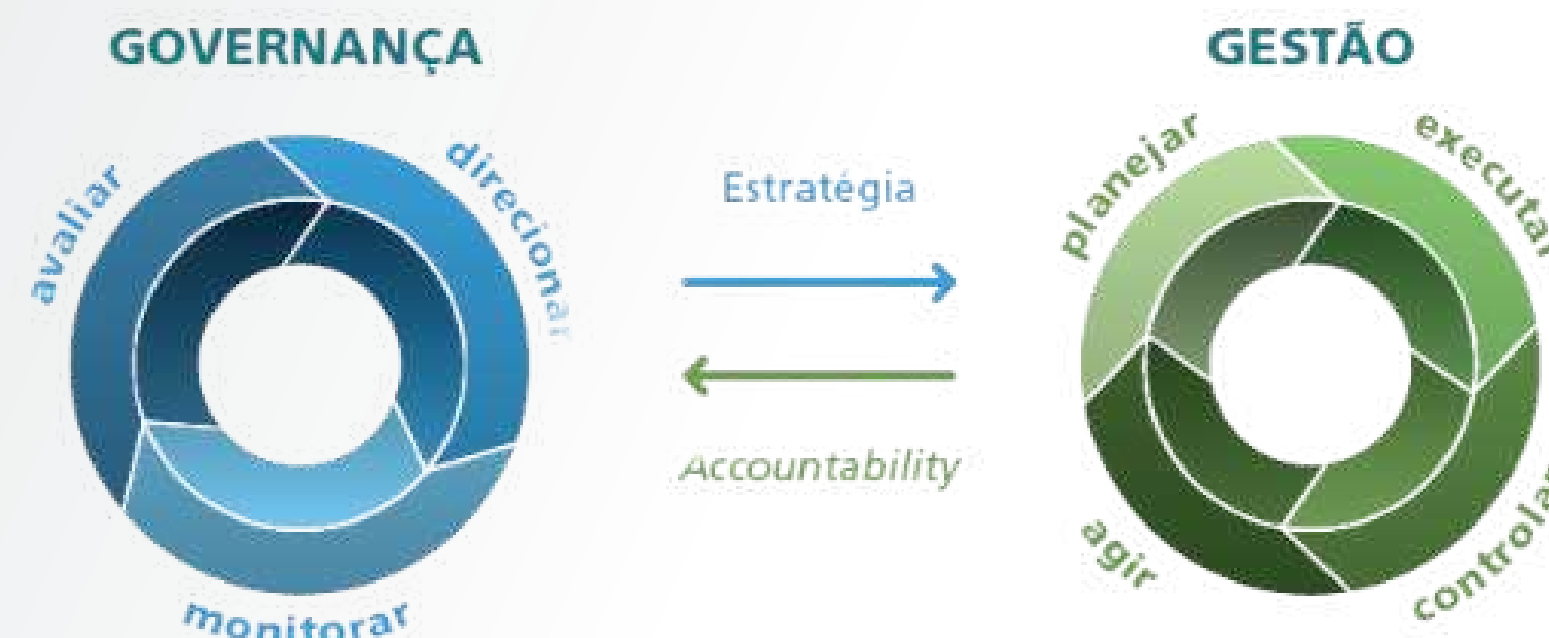 GOVERNANÇA
GESTÃO
avaliar
direcionar
monitorar
Estratégia
Accountability
planejar
executar
agir
controlar